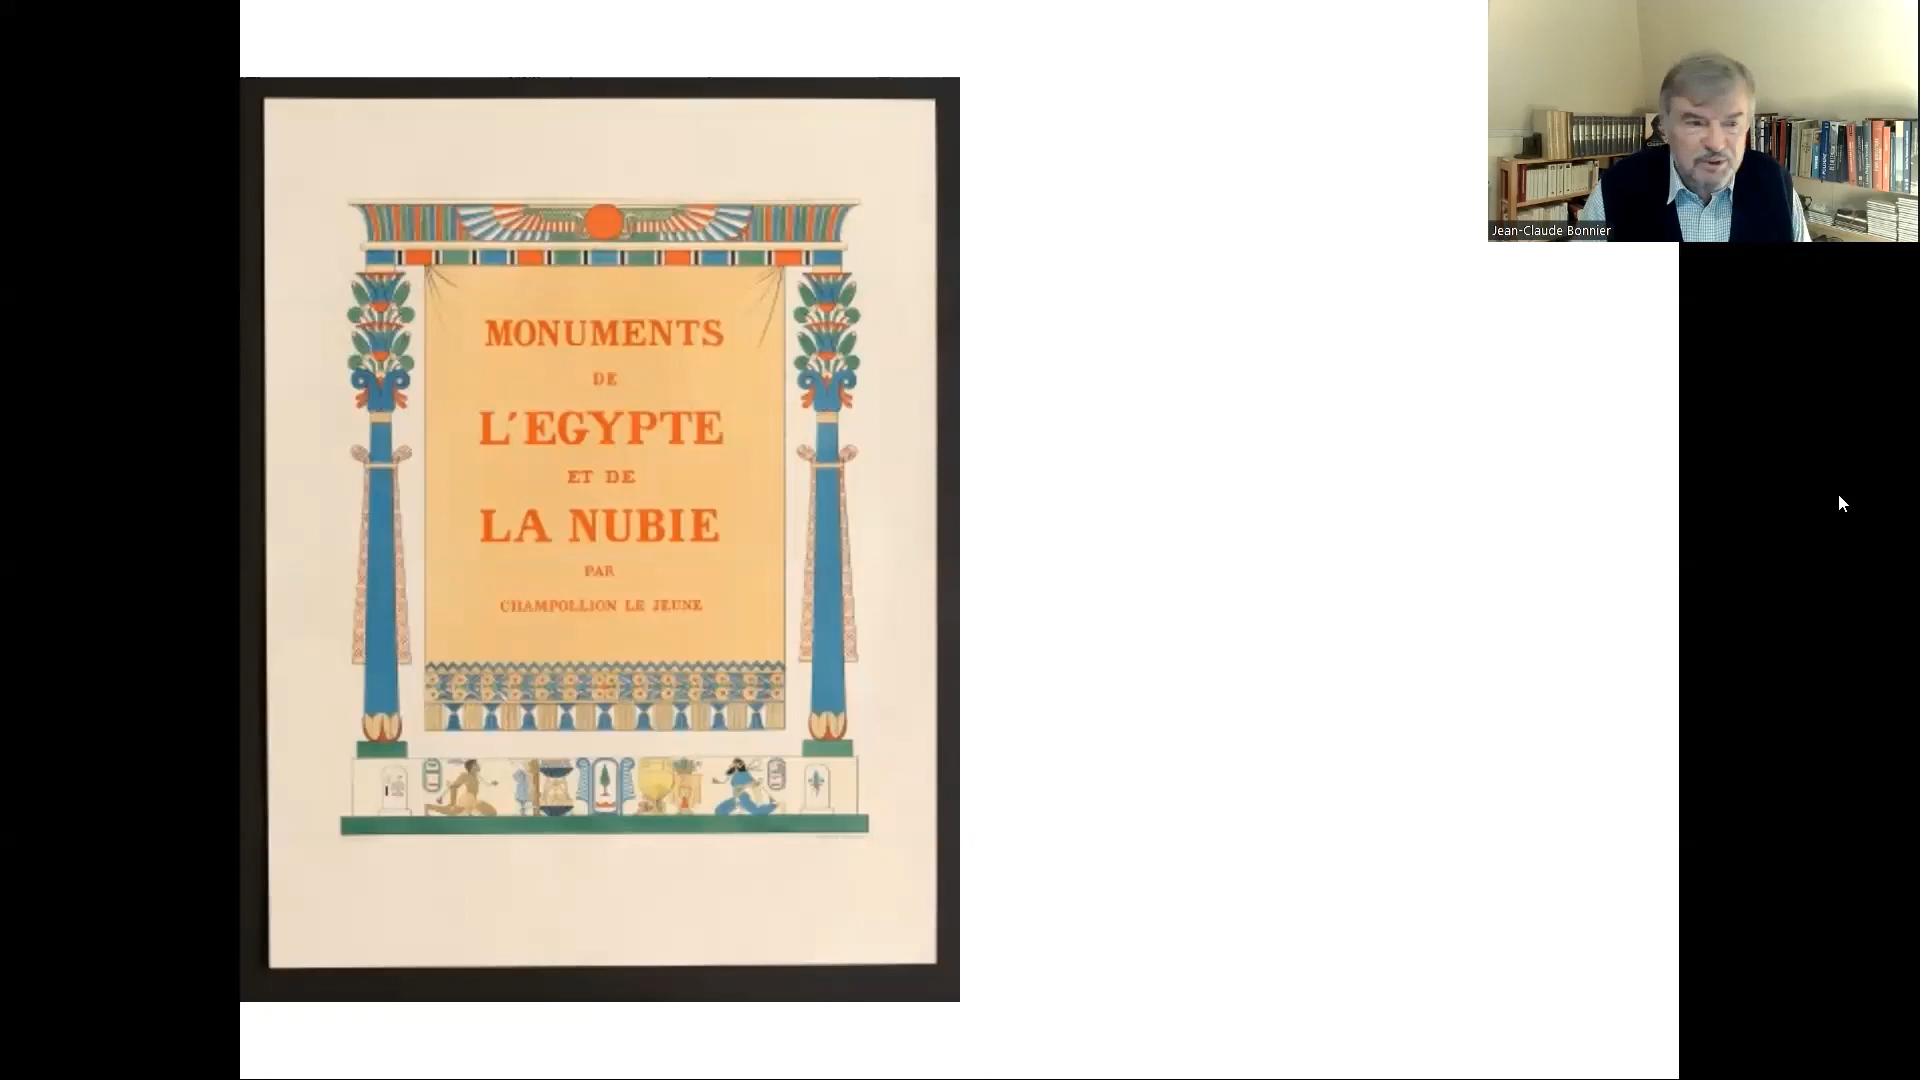 MONUMENTS
DE
L'EGYPTE
ET DE
LA NUBIE
PAR
CHAMPOLLION LE JEUNE
Jean-Claude Bonnier